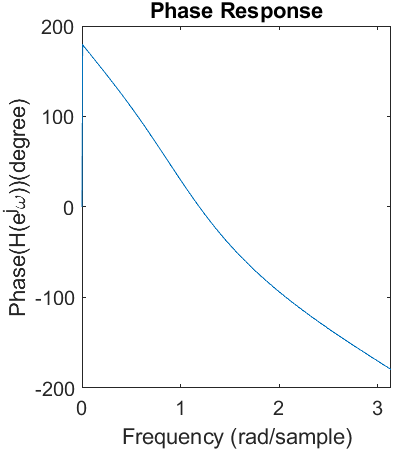 Phase Response
200
100
0
-100
-200
0 1 2 3
Phase(H(e^jω))(degree)
Frequency (rad/sample)